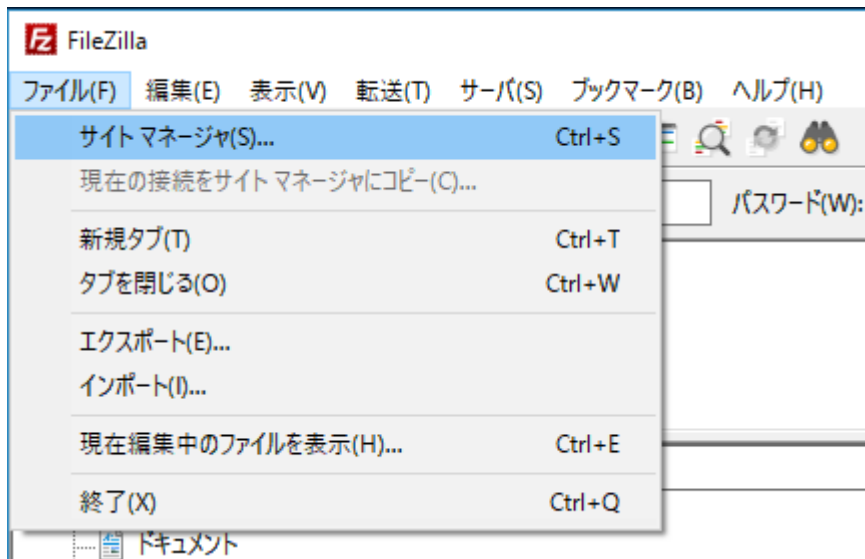 FileZilla
ファイル(F) 編集(E) 表示(V) 転送(T) サーバ(S) ブックマーク(B) ヘルプ(H)
サイト マネージャ(S)... Ctrl+S
現在の接続をサイト マネージャにコピー(C)...
パスワード(W):
新規タブ(T) Ctrl+T
タブを閉じる(O) Ctrl+W
エクスポート(E)...
インポート(I)...
現在編集中のファイルを表示(H)... Ctrl+E
終了(X) Ctrl+Q
ドキュメント